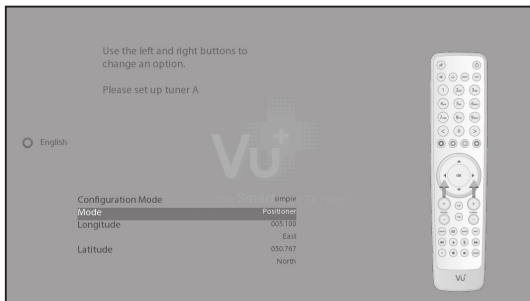 Use the left and right buttons to
change an option.
Please set up tuner A
English
Vu+
Configuration Mode simple
Mode Positioner
Longitude 005.100
East
Latitude 050.767
North
OK
Vu